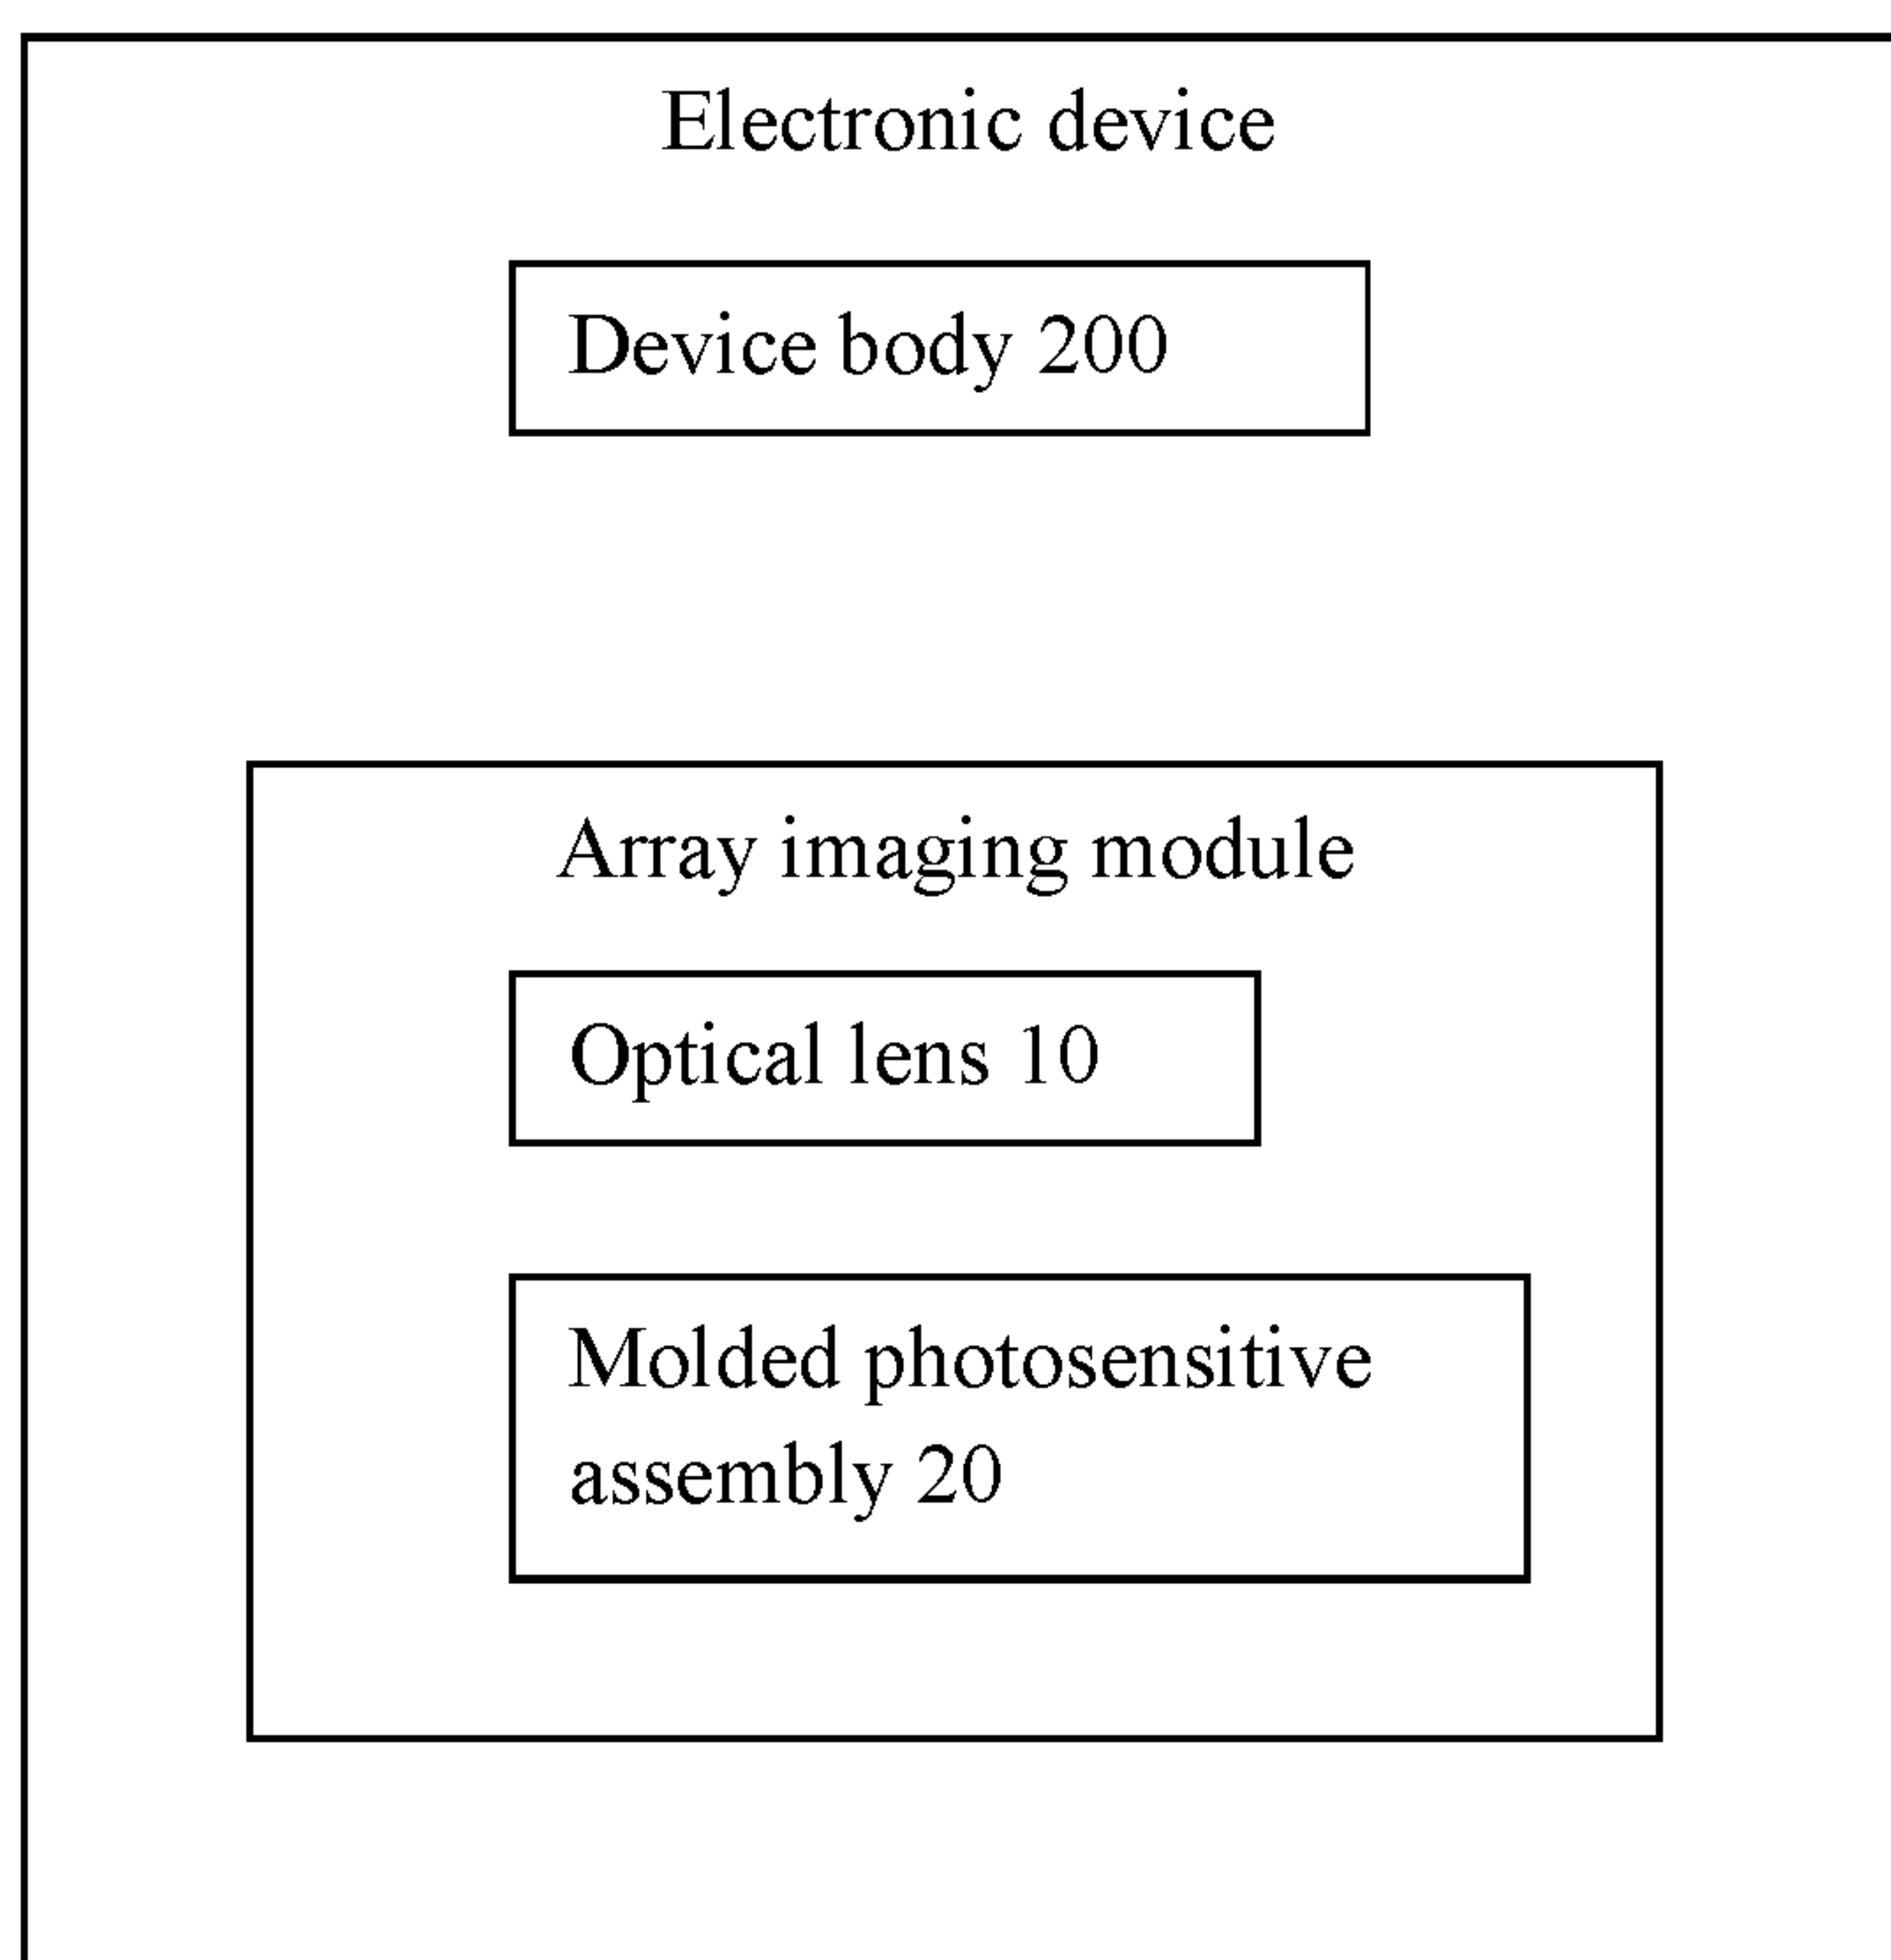 Electronic device
Device body 200
Array imaging module
Optical lens 10
Molded photosensitive
assembly 20